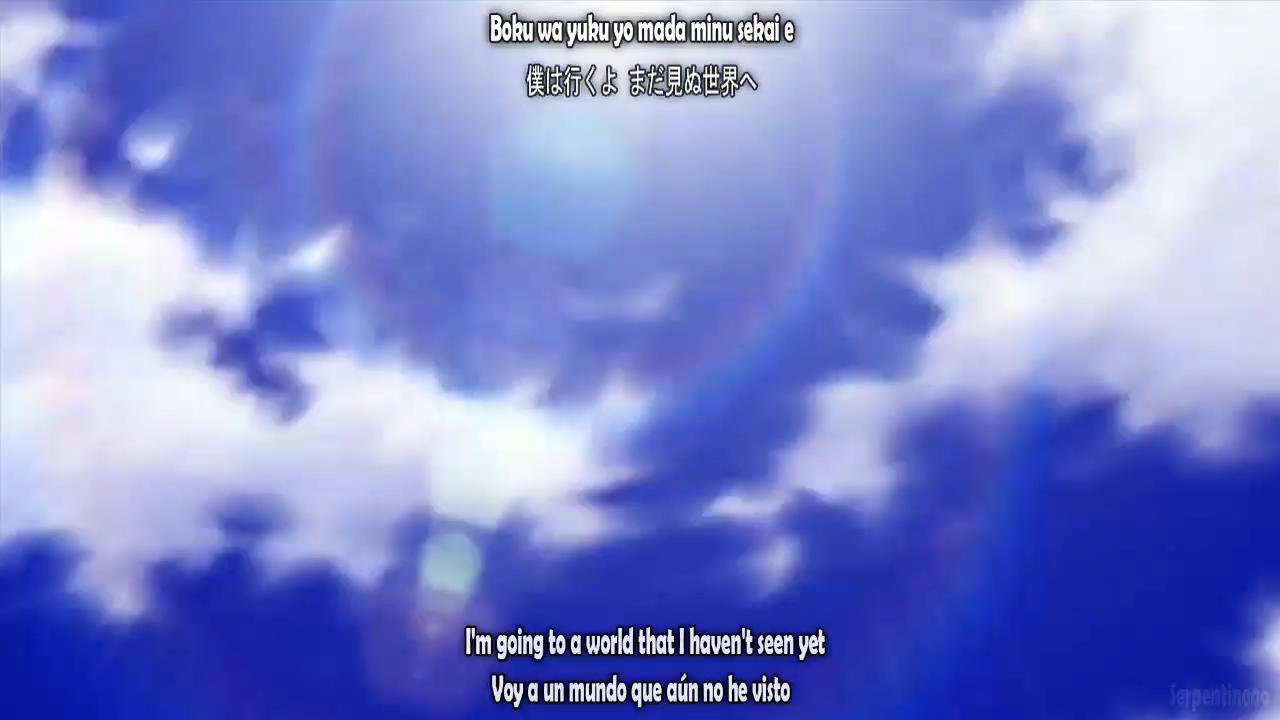 Boku wa yuku yo mada minu sekai e
僕は行くよ まだ見ぬ世界へ
I'm going to a world that I haven't seen yet
Voy a un mundo que aún no he visto
Serpentinogo